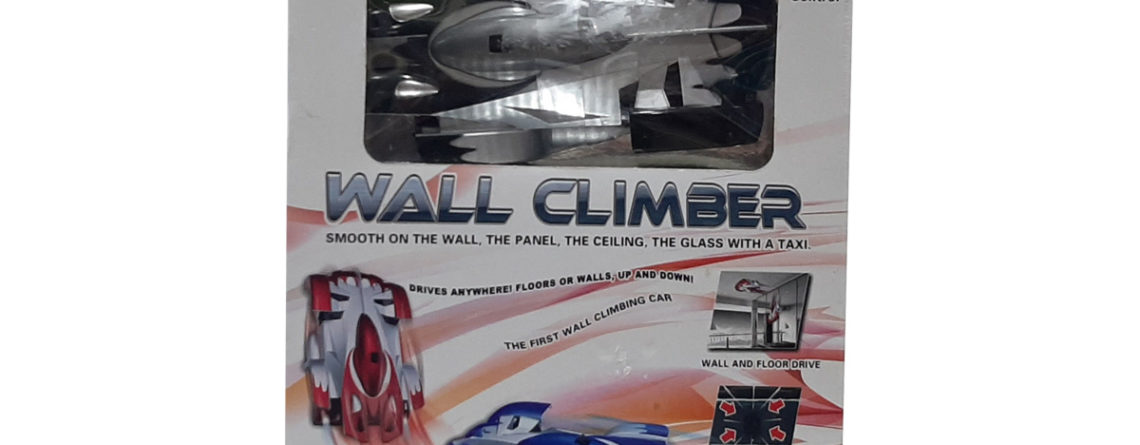 WALL CLIMBER
SMOOTH ON THE WALL, THE PANEL, THE CEILING, THE GLASS WITH A TAXI.
DRIVES ANYWHERE! FLOORS OR WALLS, UP AND DOWN!
THE FIRST WALL CLIMBING CAR
WALL AND FLOOR DRIVE